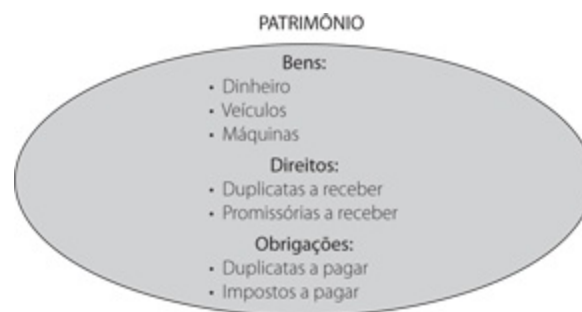 PATRIMÔNIO
Bens:
• Dinheiro
• Veículos
• Máquinas
Direitos:
• Duplicatas a receber
• Promissórias a receber
Obrigações:
• Duplicatas a pagar
• Impostos a pagar